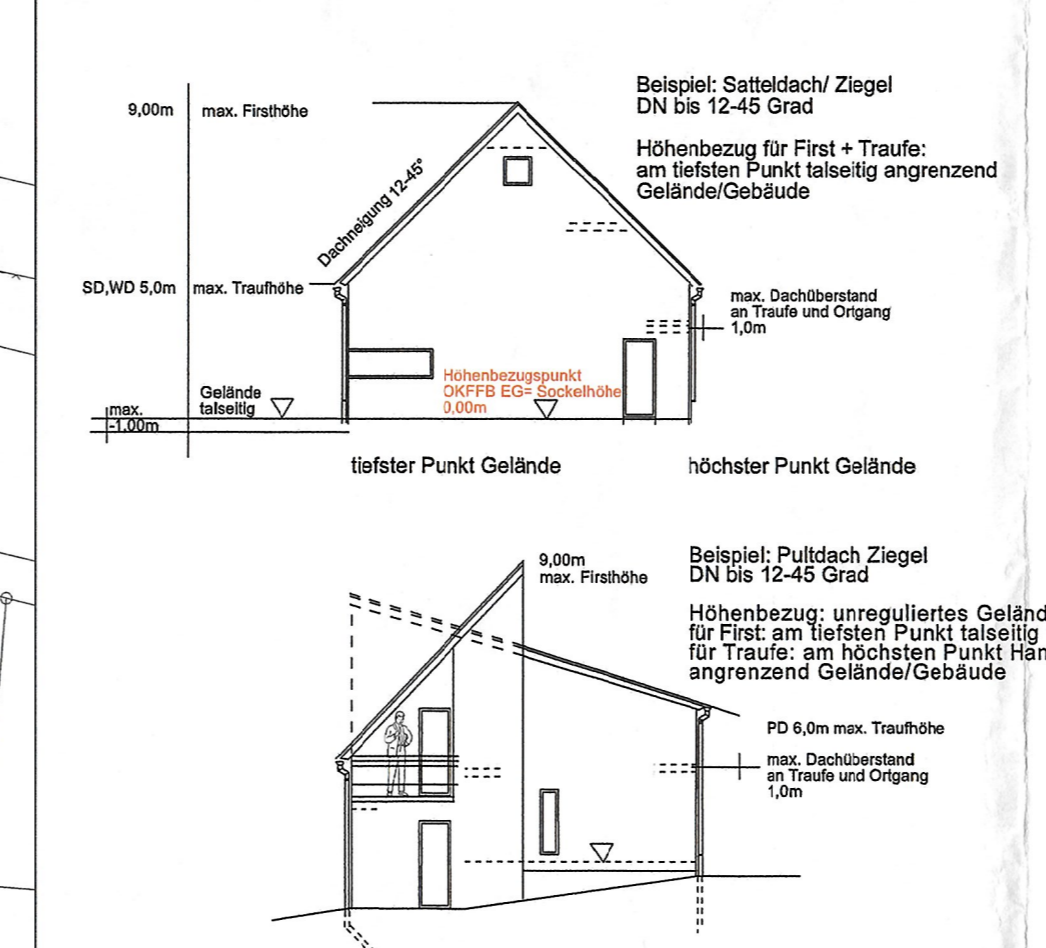 Beispiel: Satteldach/ Ziegel
DN bis 12-45 Grad
9,00m
max. Firsthöhe
Höhenbezug für First + Traufe:
am tiefsten Punkt talseitig angrenzend
Gelände/Gebäude
Dachneigung 12-45°
SD,WD 5,0m
max. Traufhöhe
max. Dachüberstand
an Traufe und Ortgang
1,0m
Höhenbezugspunkt
OKFFB EG= Sockelhöhe
0,00m
Gelände
talseitig
max.
-1.00m
tiefster Punkt Gelände
höchster Punkt Gelände
9,00m
max. Firsthöhe
Beispiel: Pultdach Ziegel
DN bis 12-45 Grad
Höhenbezug: unreguliertes Geländ
für First: am tiefsten Punkt talseitig
für Traufe: am höchsten Punkt Han
angrenzend Gelände/Gebäude
PD 6,0m max. Traufhöhe
max. Dachüberstand
an Traufe und Ortgang
1,0m